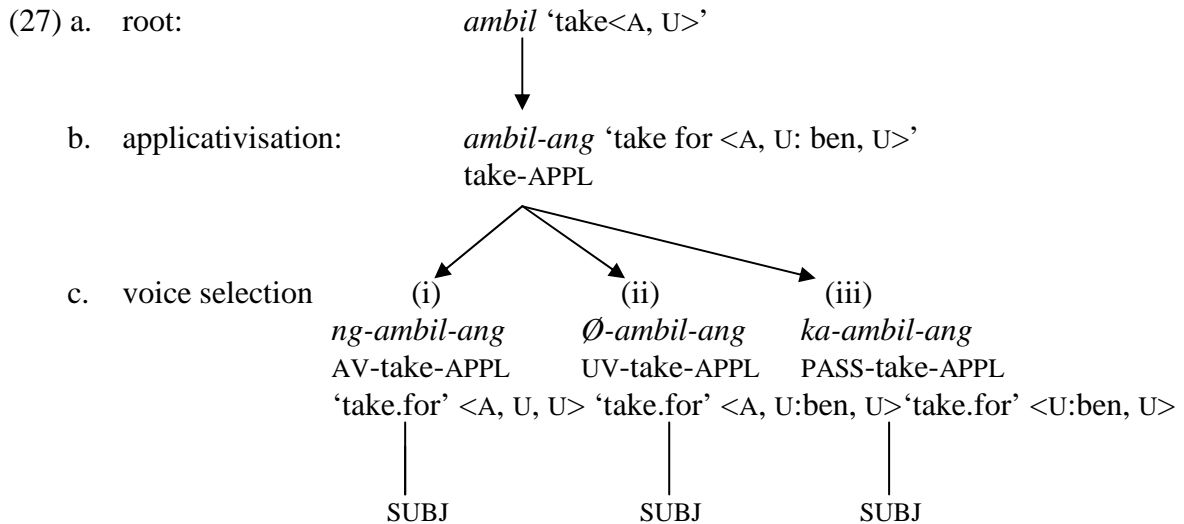 (27) a. root: ambil ‘take<A, U>’
b. applicativisation: ambil-ang ‘take for <A, U: ben, U>’
take-APPL
c. voice selection (i) (ii) (iii)
ng-ambil-ang Ø-ambil-ang ka-ambil-ang
AV-take-APPL UV-take-APPL PASS-take-APPL
‘take.for’ <A, U, U> ‘take.for’ <A, U:ben, U>‘take.for’ <U:ben, U>
SUBJ SUBJ SUBJ